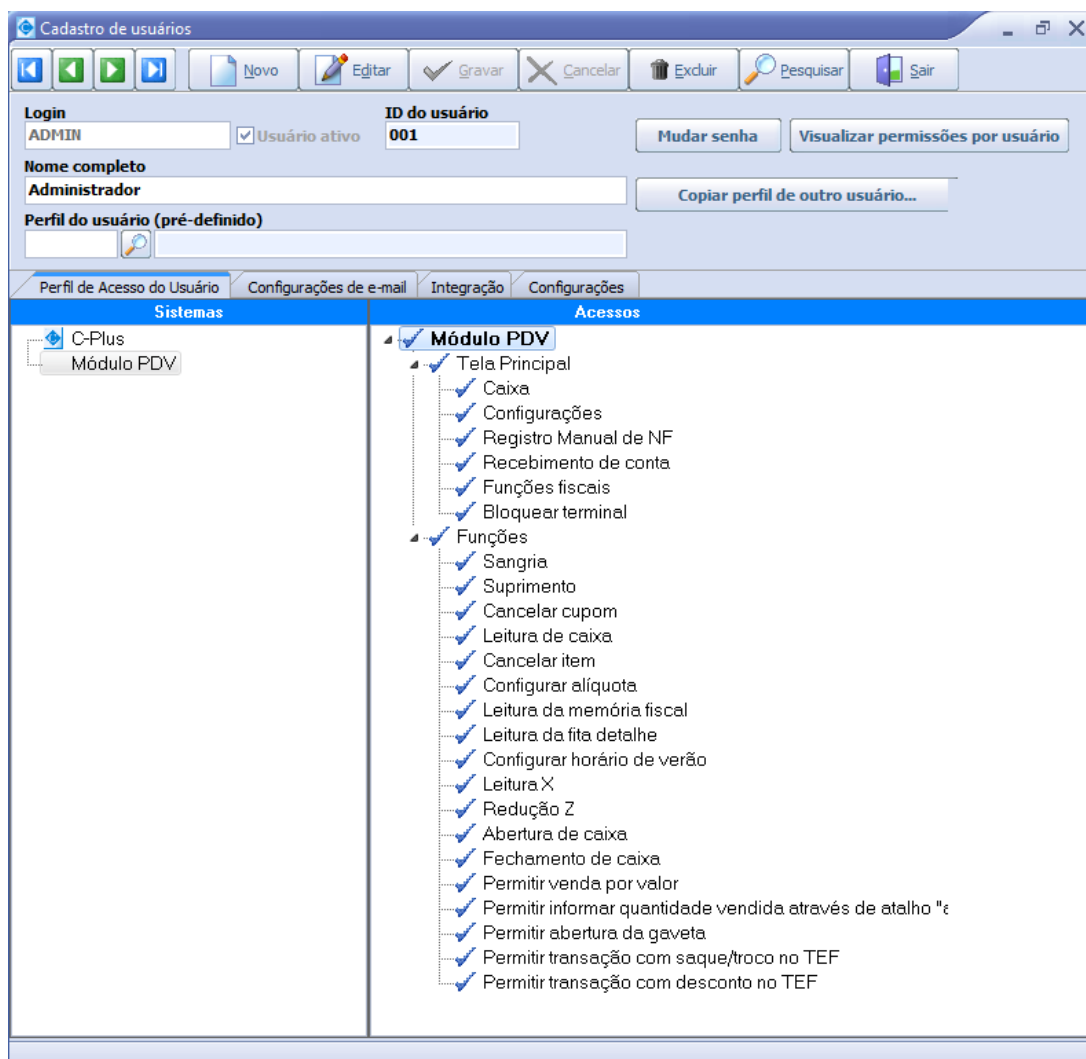 Cadastro de usuários
Novo Editar Gravar Cancelar Excluir Pesquisar Sair
Login ID do usuário
ADMIN Usuário ativo 001 Mudar senha Visualizar permissões por usuário
Nome completo
Administrador Copiar perfil de outro usuário...
Perfil do usuário (pré-definido)
Perfil de Acesso do Usuário Configurações de e-mail Integração Configurações
Sistemas Acessos
C-Plus
Módulo PDV
Módulo PDV
Tela Principal
Caixa
Configurações
Registro Manual de NF
Recebimento de conta
Funções fiscais
Bloquear terminal
Funções
Sangria
Suprimento
Cancelar cupom
Leitura de caixa
Cancelar item
Configurar alíquota
Leitura da memória fiscal
Leitura da fita detalhe
Configurar horário de verão
Leitura X
Redução Z
Abertura de caixa
Fechamento de caixa
Permitir venda por valor
Permitir informar quantidade vendida através de atalho "
Permitir abertura da gaveta
Permitir transação com saque/troco no TEF
Permitir transação com desconto no TEF